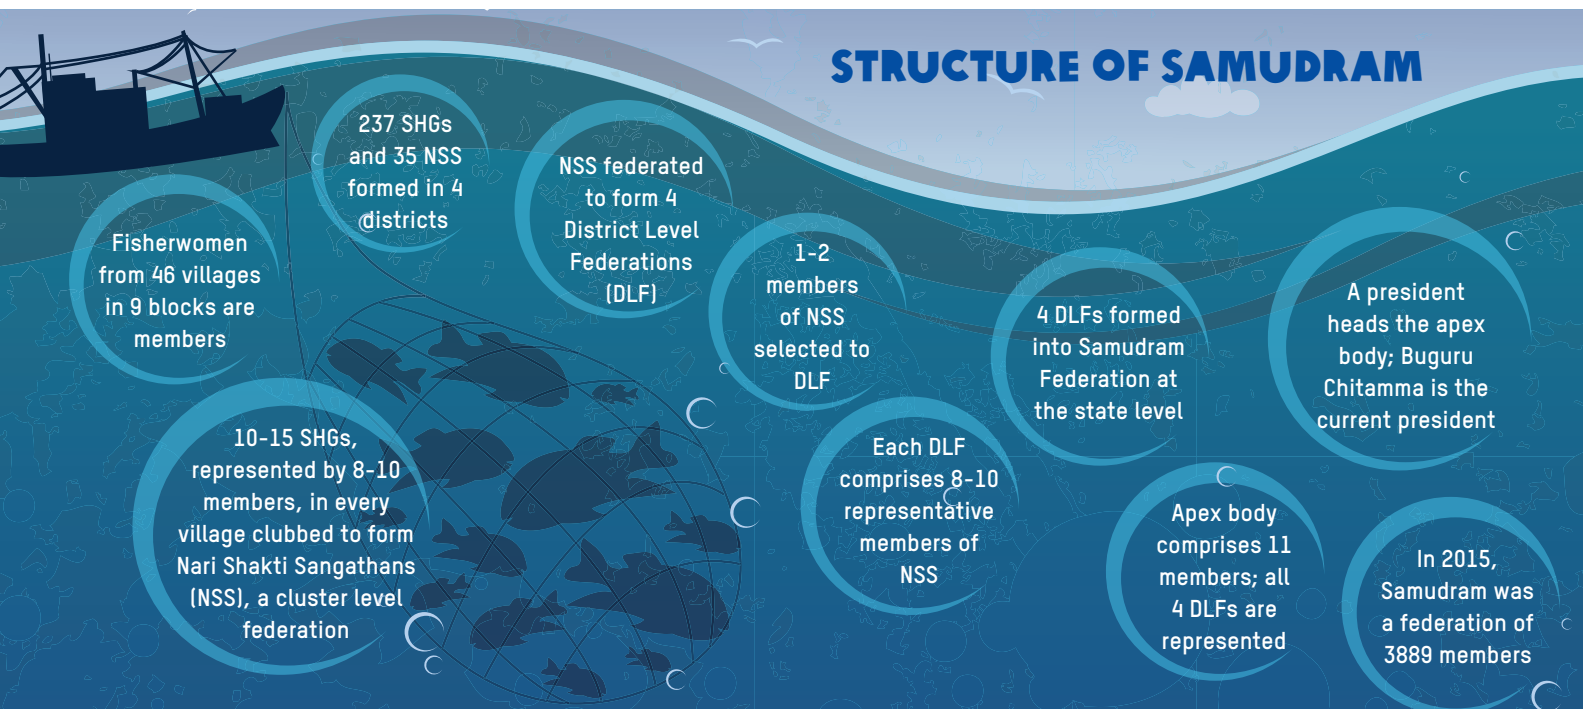 STRUCTURE OF SAMUDRAM
Fisherwomen
from 46 villages
in 9 blocks are
members
10-15 SHGs,
represented by 8-10
members, in every
village clubbed to form
Nari Shakti Sangathans
(NSS), a cluster level
federation
237 SHGs
and 35 NSS
formed in 4
districts
NSS federated
to form 4
District Level
Federations
(DLF)
1-2
members
of NSS
selected to
DLF
Each DLF
comprises 8-10
representative
members of
NSS
4 DLFs formed
into Samudram
Federation at
the state level
Apex body
comprises 11
members; all
4 DLFs are
represented
A president
heads the apex
body; Buguru
Chitamma is the
current president
In 2015,
Samudram was
a federation of
3889 members